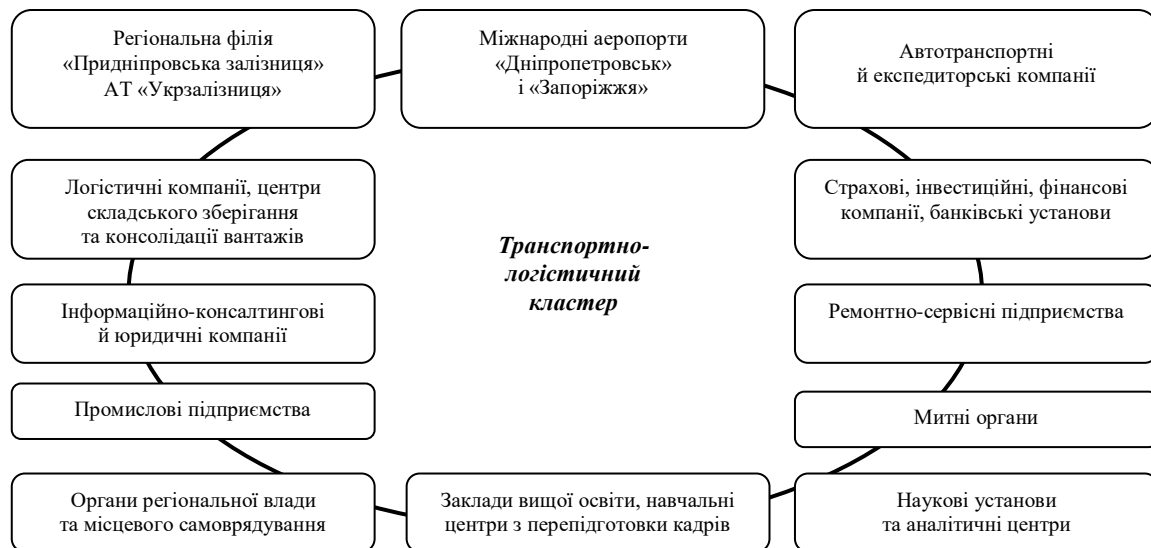 Регіональна філія
«Придніпровська залізниця»
АТ «Укрзалізниця»
Міжнародні аеропорти
«Дніпропетровськ»
і «Запоріжжя»
Автотранспортні
й експедиторські компанії
Логістичні компанії, центри
складського зберігання
та консолідації вантажів
Страхові, інвестиційні, фінансові
компанії, банківські установи
Транспортно-
логістичний
кластер
Інформаційно-консалтингові
й юридичні компанії
Ремонтно-сервісні підприємства
Промислові підприємства
Митні органи
Органи регіональної влади
та місцевого самоврядування
Заклади вищої освіти, навчальні
центри з перепідготовки кадрів
Наукові установи
та аналітичні центри